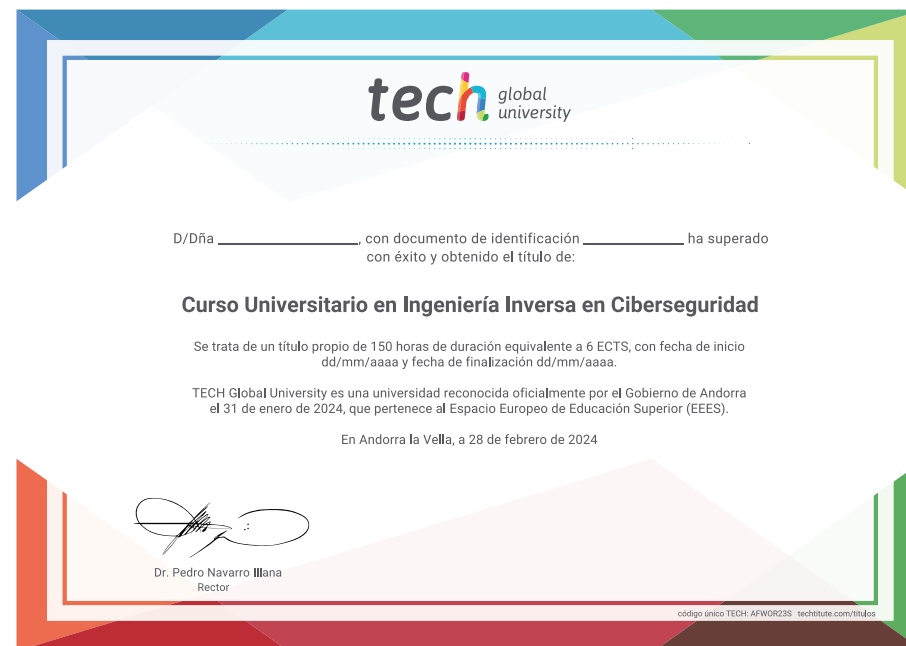 tech global university
D/Dña ____________________, con documento de identificación ______________ ha superado
con éxito y obtenido el título de:
Curso Universitario en Ingeniería Inversa en Ciberseguridad
Se trata de un título propio de 150 horas de duración equivalente a 6 ECTS, con fecha de inicio
dd/mm/aaaa y fecha de finalización dd/mm/aaaa.
TECH Global University es una universidad reconocida oficialmente por el Gobierno de Andorra
el 31 de enero de 2024, que pertenece al Espacio Europeo de Educación Superior (EEES).
En Andorra la Vella, a 28 de febrero de 2024
Dr. Pedro Navarro Illana
Rector
código único TECH: AFWOR23S techtitute.com/titulos